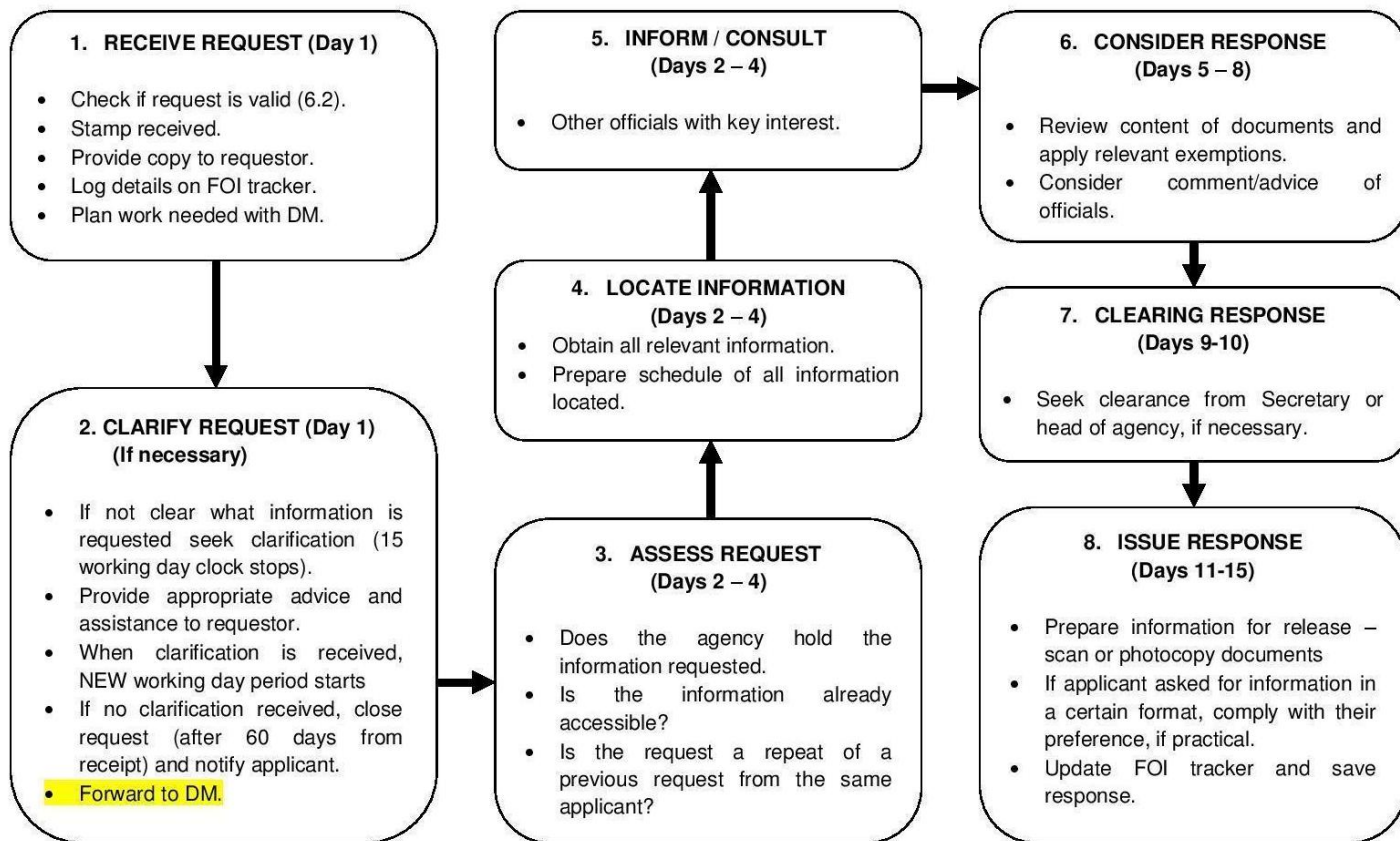 1. RECEIVE REQUEST (Day 1)
• Check if request is valid (6.2).
• Stamp received.
• Provide copy to requestor.
• Log details on FOI tracker.
• Plan work needed with DM.
2. CLARIFY REQUEST (Day 1)
(If necessary)
• If not clear what information is
requested seek clarification (15
working day clock stops).
• Provide appropriate advice and
assistance to requestor.
• When clarification is received,
NEW working day period starts
• If no clarification received, close
request (after 60 days from
receipt) and notify applicant.
• Forward to DM.
3. ASSESS REQUEST
(Days 2 – 4)
• Does the agency hold the
information requested.
• Is the information already
accessible?
• Is the request a repeat of a
previous request from the same
applicant?
4. LOCATE INFORMATION
(Days 2 – 4)
• Obtain all relevant information.
• Prepare schedule of all information
located.
5. INFORM / CONSULT
(Days 2 – 4)
• Other officials with key interest.
6. CONSIDER RESPONSE
(Days 5 – 8)
• Review content of documents and
apply relevant exemptions.
• Consider comment/advice of
officials.
7. CLEARING RESPONSE
(Days 9-10)
• Seek clearance from Secretary or
head of agency, if necessary.
8. ISSUE RESPONSE
(Days 11-15)
• Prepare information for release –
scan or photocopy documents
• If applicant asked for information in
a certain format, comply with their
preference, if practical.
• Update FOI tracker and save
response.